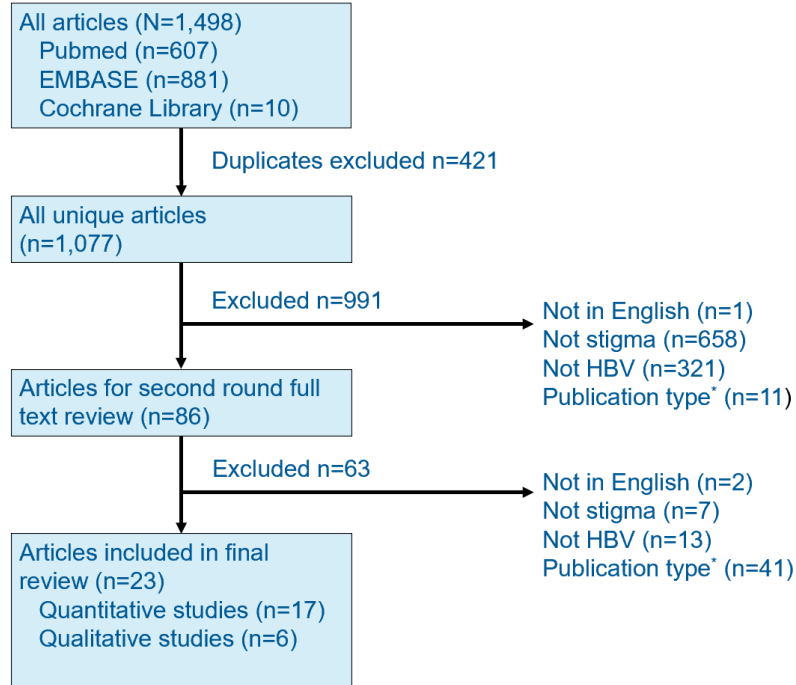 All articles (N=1,498)
Pubmed (n=607)
EMBASE (n=881)
Cochrane Library (n=10)
Duplicates excluded n=421
All unique articles
(n=1,077)
Excluded n=991
Not in English (n=1)
Not stigma (n=658)
Not HBV (n=321)
Publication type* (n=11)
Articles for second round full
text review (n=86)
Excluded n=63
Not in English (n=2)
Not stigma (n=7)
Not HBV (n=13)
Publication type* (n=41)
Articles included in final
review (n=23)
Quantitative studies (n=17)
Qualitative studies (n=6)